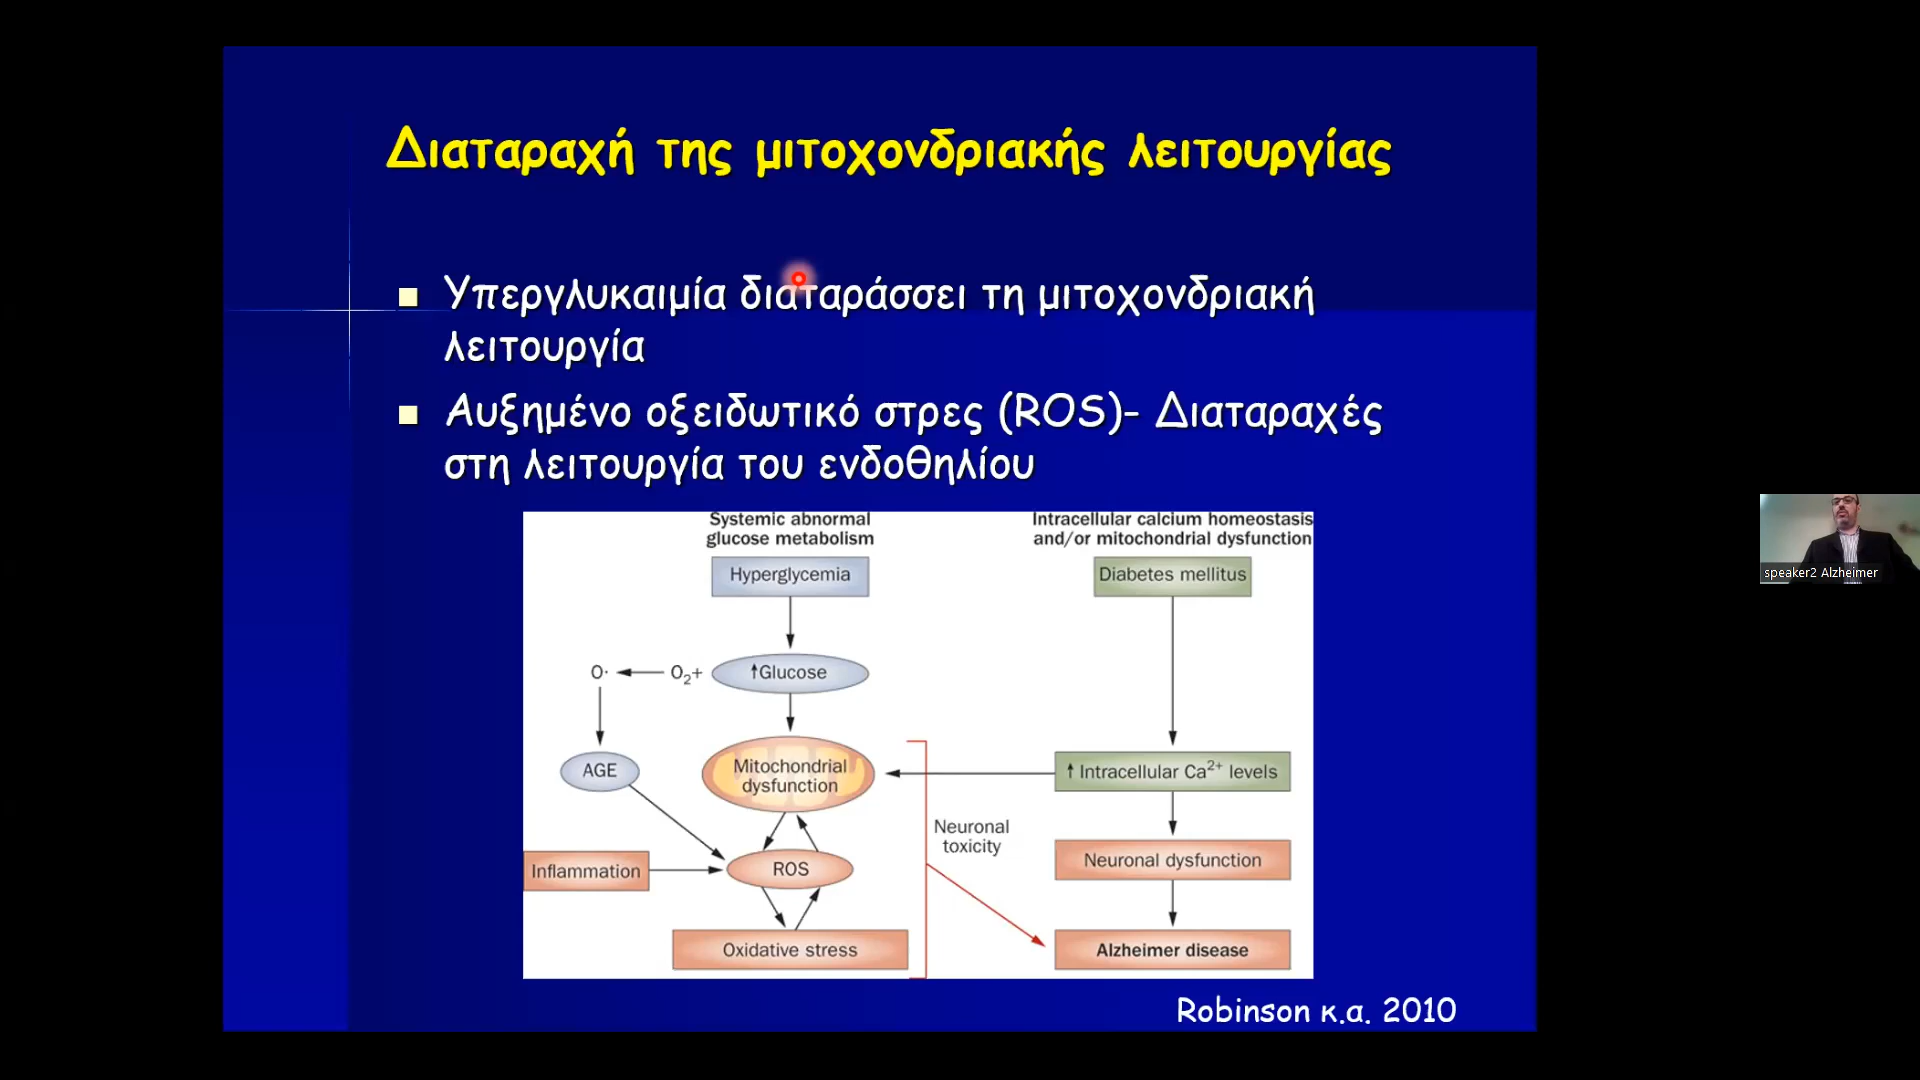 Διαταραχή της μιτοχονδριακής λειτουργίας
Υπεργλυκαιμία διαταράσσει τη μιτοχονδριακή
λειτουργία
Αυξημένο οξειδωτικό στρες (ROS)- Διαταραχές
στη λειτουργία του ενδοθηλίου
Systemic abnormal
glucose metabolism
Hyperglycemia
↑Glucose
O₂+
O·
AGE
Mitochondrial
dysfunction
Inflammation
ROS
Oxidative stress
Neuronal
toxicity
Intracellular calcium homeostasis
and/or mitochondrial dysfunction
Diabetes mellitus
↑ Intracellular Ca²⁺ levels
Neuronal dysfunction
Alzheimer disease
Robinson κ.α. 2010
speaker2 Alzheimer